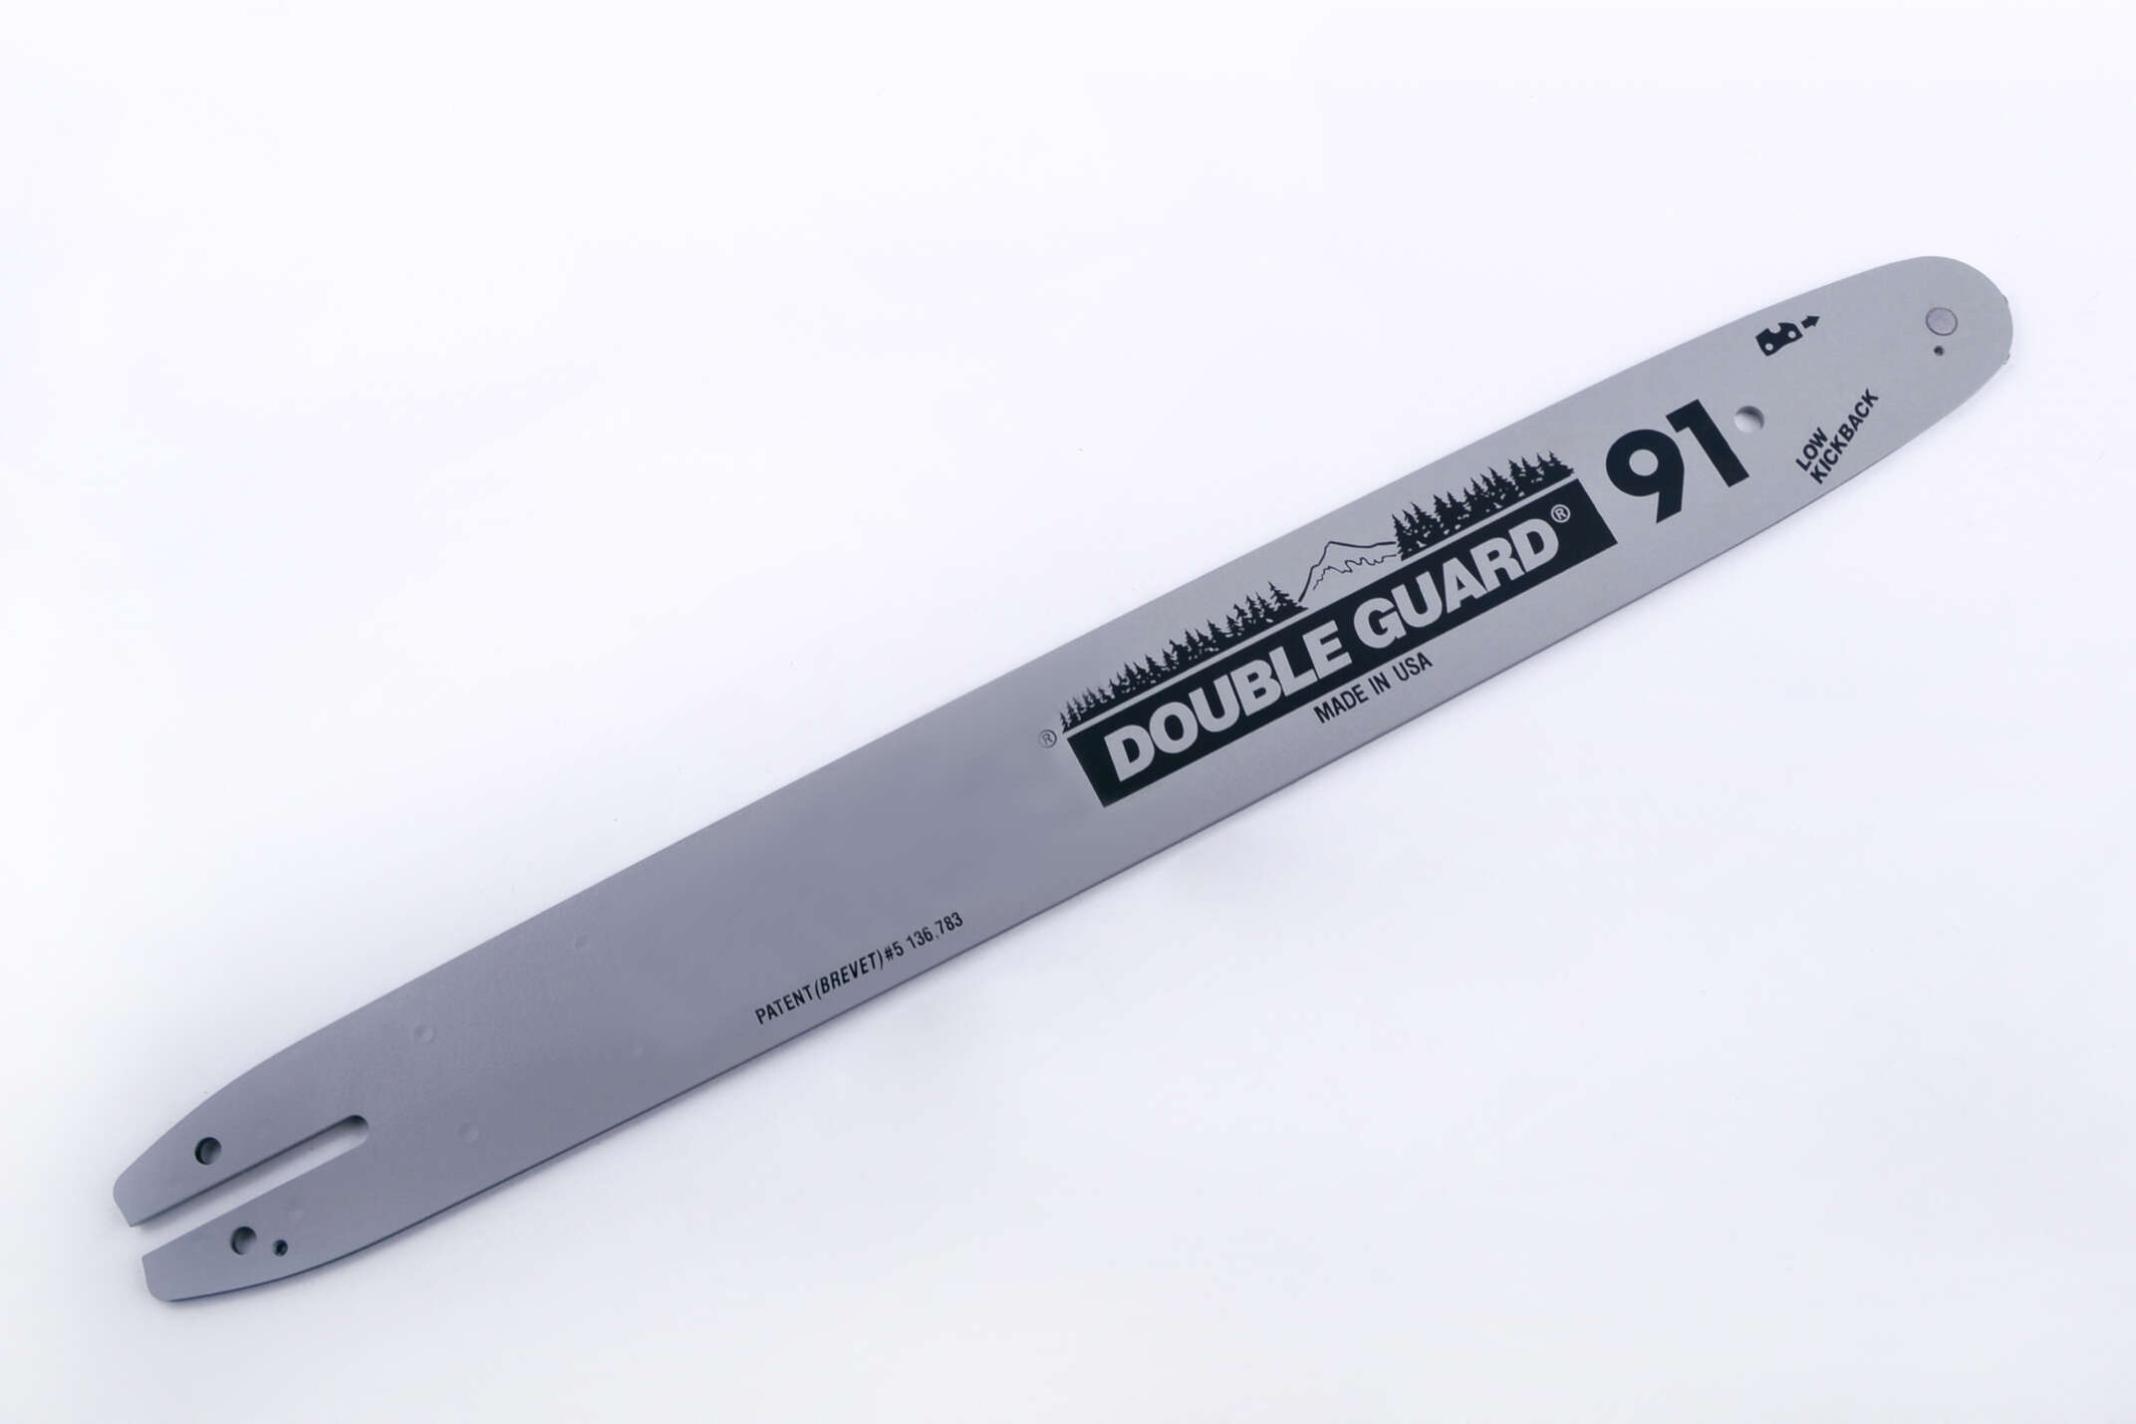 DOUBLE GUARD® 91
®
MADE IN USA
LOW
KICKBACK
PATENT (BREVET) #5 136,783